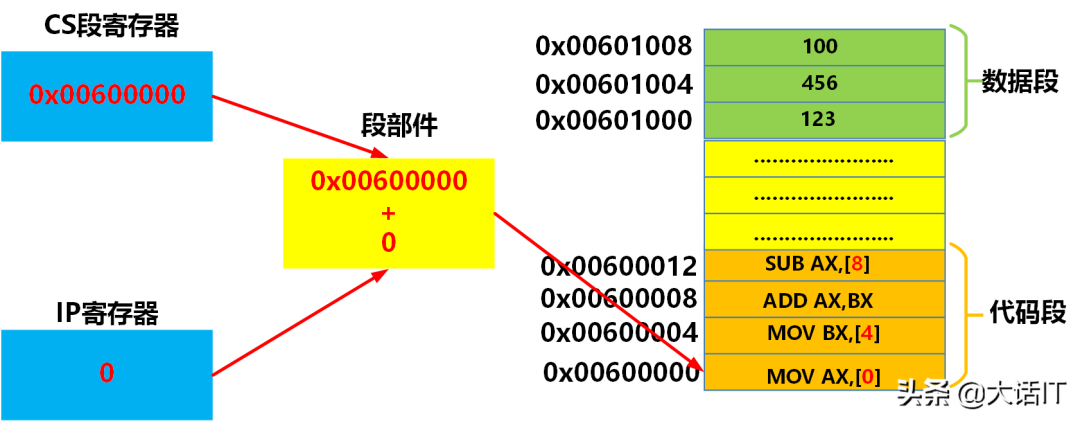 CS段寄存器
0x00600000
IP寄存器
0
段部件
0x00600000
+
0
0x00601008 100
0x00601004 456
0x00601000 123
数据段
.......................
.......................
.......................
0x00600012 SUB AX,[8]
0x00600008 ADD AX,BX
0x00600004 MOV BX,[4]
0x00600000 MOV AX,[0]
代码段
头条 @大话IT